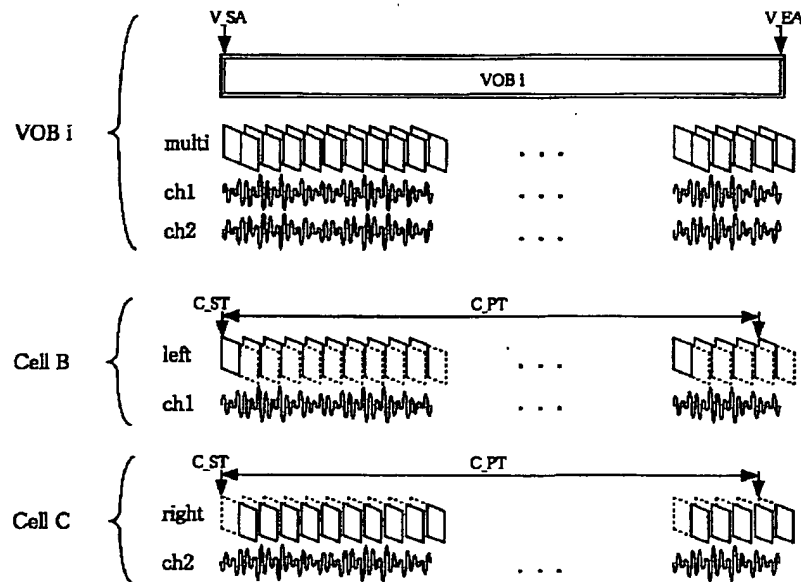 V_SA V_EA
VOB i
VOB i
multi
. . .
ch1
. . .
ch2
. . .
C_ST C_PT
Cell B
left
. . .
ch1
. . .
C_ST C_PT
Cell C
right
. . .
ch2
. . .